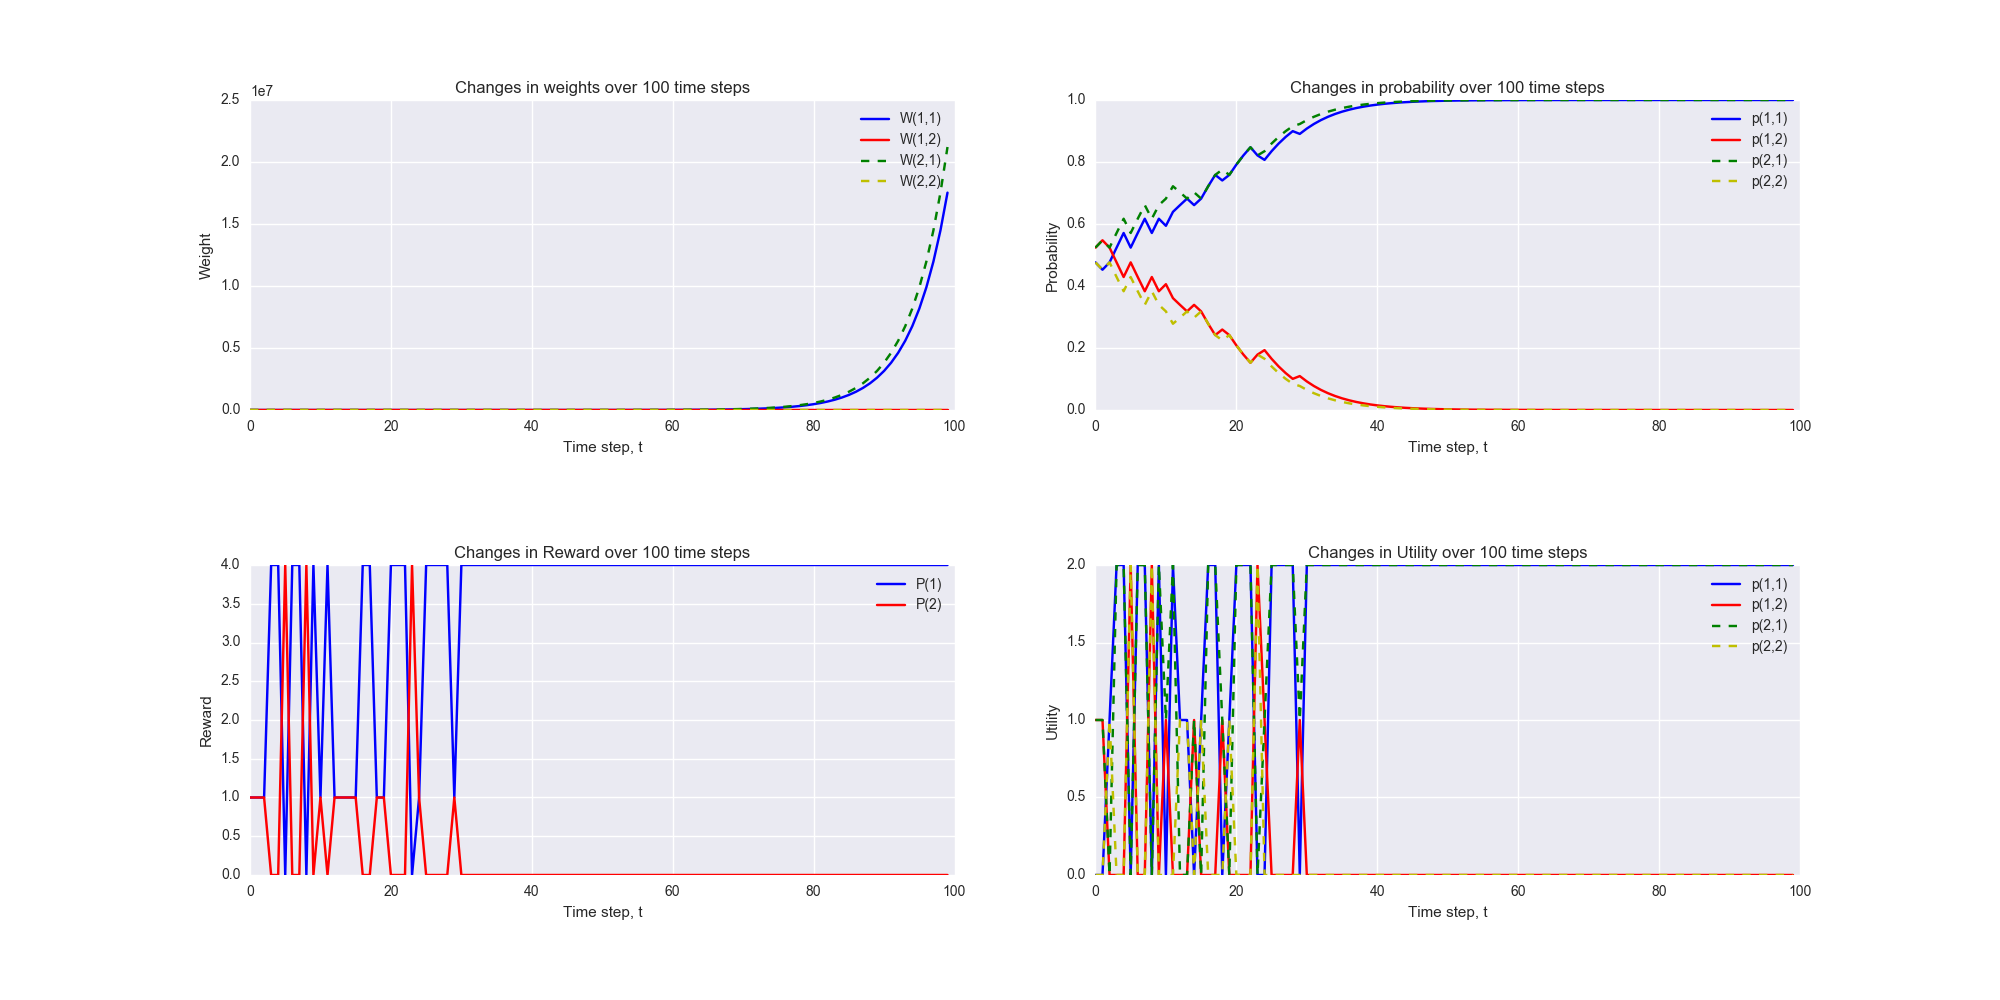 Changes in weights over 100 time steps
1e7
2.5
2.0
1.5
1.0
0.5
0.0
Weight
W(1,1)
W(1,2)
W(2,1)
W(2,2)
0 20 40 60 80 100
Time step, t
Changes in probability over 100 time steps
1.0
0.8
0.6
0.4
0.2
0.0
Probability
p(1,1)
p(1,2)
p(2,1)
p(2,2)
0 20 40 60 80 100
Time step, t
Changes in Reward over 100 time steps
4.0
3.5
3.0
2.5
2.0
1.5
1.0
0.5
0.0
Reward
P(1)
P(2)
0 20 40 60 80 100
Time step, t
Changes in Utility over 100 time steps
2.0
1.5
1.0
0.5
0.0
Utility
p(1,1)
p(1,2)
p(2,1)
p(2,2)
0 20 40 60 80 100
Time step, t